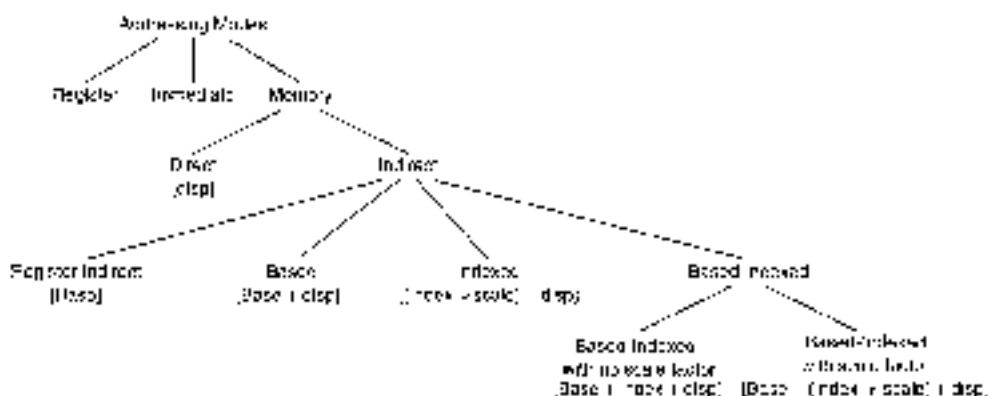 Addressing Modes
Register Immediate Memory
Direct Indirect
[disp]
Register Indirect Based Indexed Based Indexed
[Base] [Base + disp] [(Index * scale) + disp]
Based Indexed Based-Indexed
with no scale factor with scale factor
[Base + Index + disp] [Base + (Index * scale) + disp]